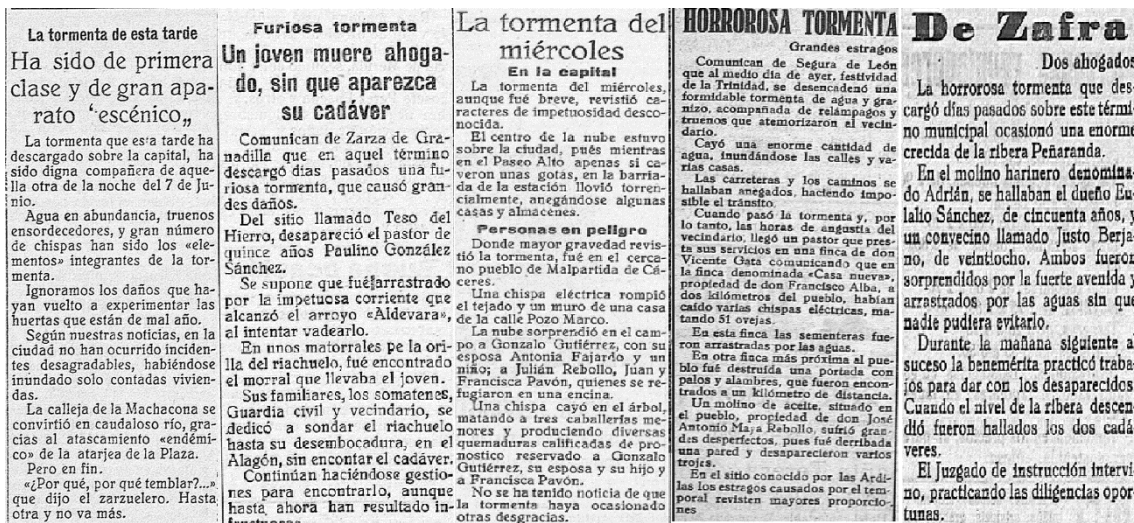 La tormenta de esta tarde
Ha sido de primera
clase y de gran apa-
rato ‘escénico„
La tormenta que esta tarde ha
descargado sobre la capital, ha
sido digna compañera de aque-
lla otra de la noche del 7 de Ju-
nio.
Agua en abundancia, truenos
ensordecedores, y gran número
de chispas han sido los «ele-
mentos» integrantes de la tor-
menta.
Ignoramos los daños que ha-
yan vuelto a experimentar las
huertas que están de mal año.
Según nuestras noticias, en la
ciudad no han ocurrido inciden-
tes desagradables, habiéndose
inundado solo contadas vivien-
das.
La calleja de la Machacona se
convirtió en caudaloso río, gra-
cias al atascamiento «endémi-
co» de la atarjea de la Plaza.
Pero en fin.
«¿Por qué, por qué temblar?...»
que dijo el zarzuelero. Hasta
otra y no va más.
Furiosa tormenta
Un joven muere ahoga-
do, sin que aparezca
su cadáver
Comunican de Zarza de Gra-
nadilla que en aquel término
descargó días pasados una fu-
riosa tormenta, que causó gran-
des daños.
Del sitio llamado Teso del
Hierro, desapareció el pastor de
quince años Paulino González
Sánchez.
Se supone que fué arrastrado
por la impetuosa corriente que
alcanzó el arroyo «Aldevara»,
al intentar vadearlo.
En unos matorrales pe la ori-
lla del riachuelo, fué encontrado
el morral que llevaba el joven.
Sus familiares, los somatenes,
Guardia civil y vecindario, se
dedicó a sondar el riachuelo
hasta su desembocadura, en el
Alagón, sin encontar el cadáver.
Continúan haciéndose gestio-
nes para encontrarlo, aunque
hasta ahora han resultado in-
La tormenta del
miércoles
En la capital
La tormenta del miércoles,
aunque fué breve, revistió ca-
racteres de impetuosidad desco-
nocida.
El centro de la nube estuvo
sobre la ciudad, pués mientras
en el Paseo Alto apenas si ca-
yeron unas gotas, en la barria-
da de la estación llovió torren-
cialmente, anegándose algunas
casas y almacenes.
Personas en peligro
Donde mayor gravedad revis-
tió la tormenta, fué en el cerca-
no pueblo de Malpartida de Cá-
ceres.
Una chispa eléctrica rompió
el tejado y un muro de una casa
de la calle Pozo Marco.
La nube sorprendió en el cam-
po a Gonzalo Gutiérrez, con su
esposa Antonia Fajardo y un
niño; a Julián Rebollo, Juan y
Francisca Pavón, quienes se re-
fugiaron en una encina.
Una chispa cayó en el árbol,
matando a tres caballerías me-
nores y produciendo diversas
quemaduras calificadas de pro-
nostico reservado a Gonzalo
Gutiérrez, su esposa y su hijo y
a Francisca Pavón.
No se ha tenido noticia de que
la tormenta haya ocasionado
otras desgracias.
HORROROSA TORMENTA
Grandes estragos
Comunican de Segura de León
que al medio dia de ayer, festividad
de la Trinidad, se desencadenó una
formidable tormenta de agua y gra-
nizo, acompañada de relámpagos y
truenos que atemorizaron el vecin-
dario.
Cayó una enorme cantidad de
agua, inundándose las calles y va-
rias casas.
Las carreteras y los caminos se
hallaban anegados, haciendo impo-
sible el tránsito.
Cuando pasó la tormenta y, por
lo tanto, las horas de angustia del
vecindario, llegó un pastor que pres-
ta sus servicios en una finca de don
Vicente Gata comunicando que en
la finca denominada «Casa nueva»,
propiedad de don Francisco Alba, a
dos kilómetros del pueblo, habían
caído varias chispas eléctricas, ma-
tando 51 ovejas.
En esta finca las sementeras fue-
ron arrastradas por las aguas.
En otra finca más próxima al pue-
blo fué destruída una portada con
palos y alambres, que fueron encon-
trados a un kilómetro de distancia.
Un molino de aceite, situado en
el pueblo, propiedad de don José
Antonio Maya Rebollo, sufrió gran-
des desperfectos, pues fué derribada
una pared y desaparecieron varios
trojes.
En el sitio conocido por las Ardi-
las los estragos causados por el tem-
poral revisten mayores proporcio-
nes
De Zafra
Dos ahogados
La horrorosa tormenta que des-
cargó días pasados sobre este térmi-
no municipal ocasionó una enorme
crecida de la ribera Peñaranda.
En el molino harinero denomina-
do Adrián, se hallaban el dueño Eu-
lalio Sánchez, de cincuenta años, y
un convecino llamado Justo Berja-
no, de veintiocho. Ambos fueron
sorprendidos por la fuerte avenida y
arrastrados por las aguas sin que
nadie pudiera evitarlo.
Durante la mañana siguiente al
suceso la benemérita practicó traba-
jos para dar con los desaparecidos.
Cuando el nivel de la ribera descen-
dió fueron hallados los dos cadá-
veres.
El Juzgado de instrucción intervi-
no, practicando las diligencias opor-
tunas.